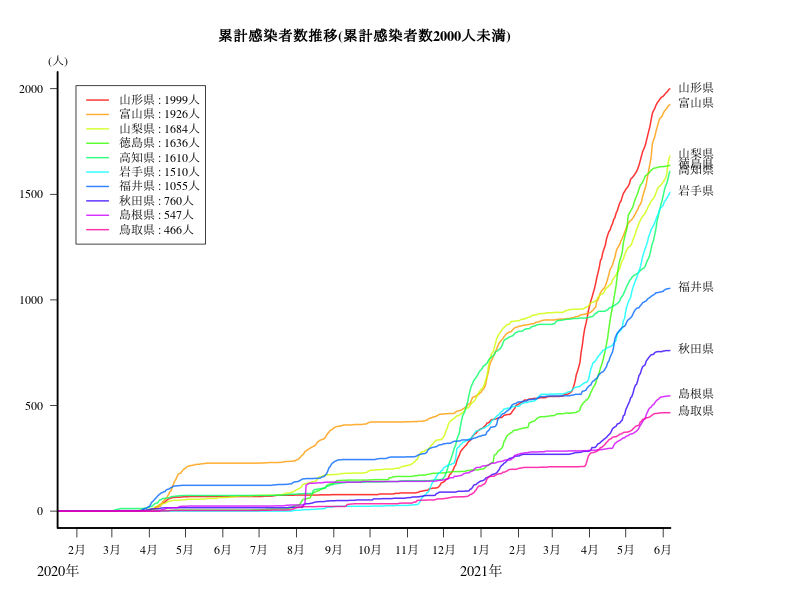 累計感染者数推移(累計感染者数2000人未満)
(人)
2000
1500
1000
500
0
山形県 : 1999人
富山県 : 1926人
山梨県 : 1684人
徳島県 : 1636人
高知県 : 1610人
岩手県 : 1510人
福井県 : 1055人
秋田県 : 760人
島根県 : 547人
鳥取県 : 466人
山形県
富山県
山梨県
徳島県
高知県
岩手県
福井県
秋田県
島根県
鳥取県
2月 3月 4月 5月 6月 7月 8月 9月 10月 11月 12月 1月 2月 3月 4月 5月 6月
2020年 2021年